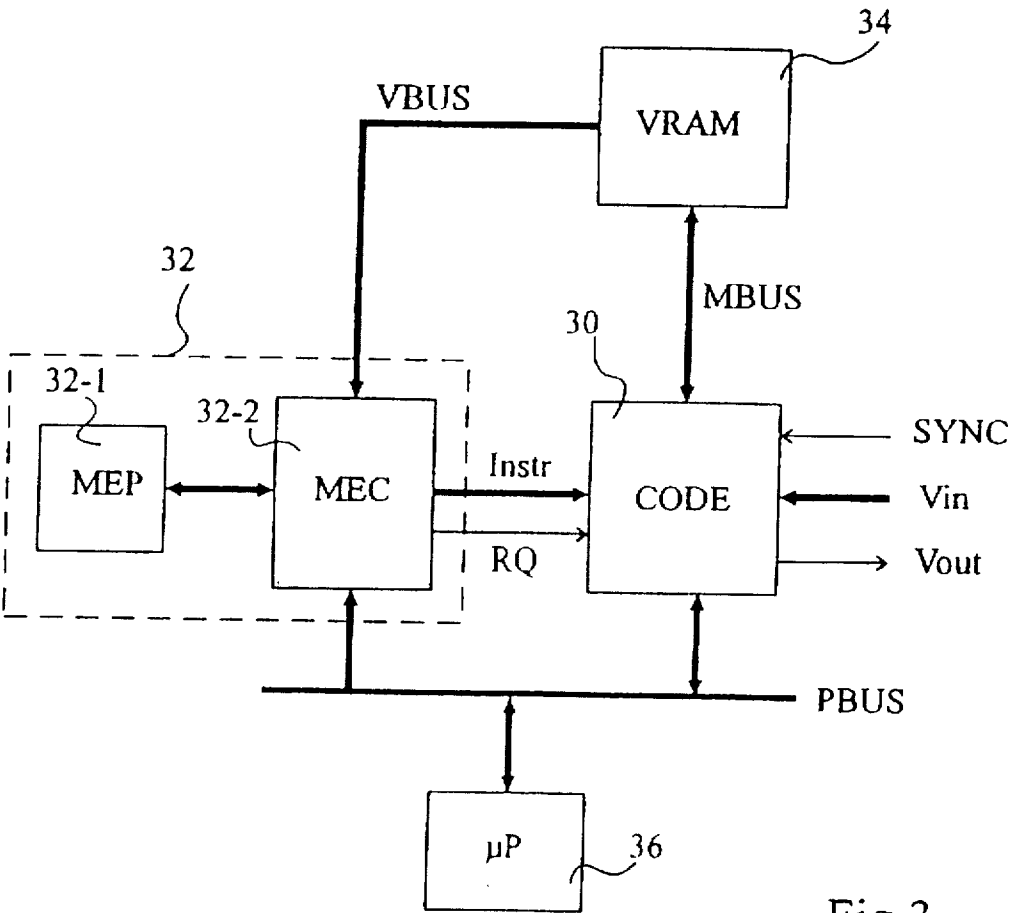 34
VBUS
VRAM
32
MBUS
30
32-1
32-2
SYNC
Instr
MEP
MEC
CODE
Vin
RQ
Vout
PBUS
µP
36